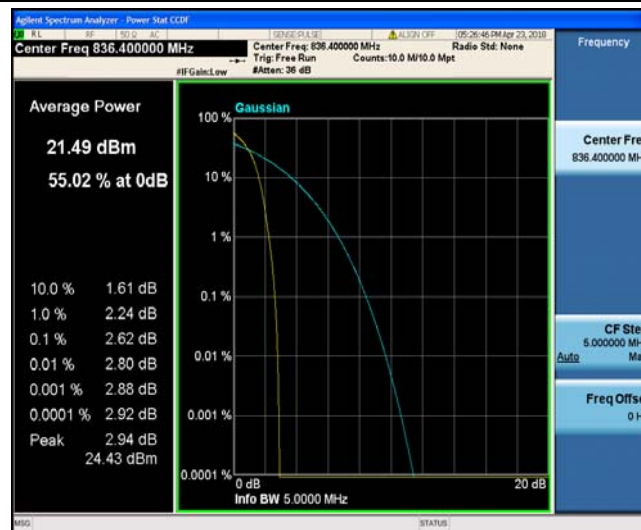 Agilent Spectrum Analyzer - Power Stat CCDF
RL RF 50 Ω AC SENSE:PULSE ALIGN OFF 05:26:46 PM Apr 23, 2018
Center Freq 836.400000 MHz
Center Freq: 836.400000 MHz Radio Std: None
Trig: Free Run Counts:10.0 M/10.0 Mpt
#IFGain:Low #Atten: 36 dB
Frequency
Average Power
21.49 dBm
55.02 % at 0dB
10.0 % 1.61 dB
1.0 % 2.24 dB
0.1 % 2.62 dB
0.01 % 2.80 dB
0.001 % 2.88 dB
0.0001 % 2.92 dB
Peak 2.94 dB
24.43 dBm
Gaussian
100 %
10 %
1 %
0.1 %
0.01 %
0.001 %
0.0001 %
0 dB 20 dB
Info BW 5.0000 MHz
Center Fre
836.400000 MH
CF Ste
5.000000 MH
Auto Ma
Freq Offse
0 H
MSG STATUS